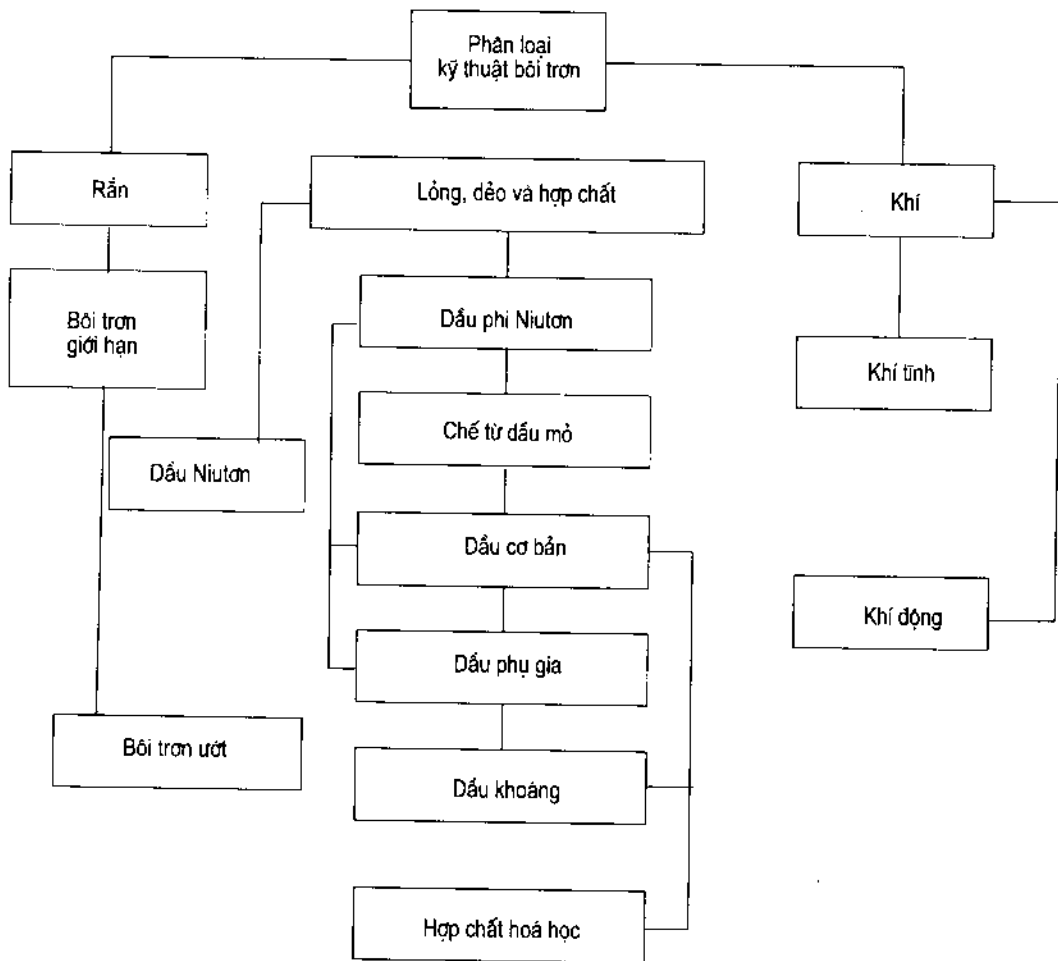 Phân loại
kỹ thuật bôi trơn
Rắn
Lỏng, dẻo và hợp chất
Khí
Bôi trơn
giới hạn
Dầu phi Niutơn
Khí tĩnh
Chế từ dầu mỏ
Dầu Niutơn
Dầu cơ bản
Khí động
Dầu phụ gia
Bôi trơn ướt
Dầu khoáng
Hợp chất hoá học